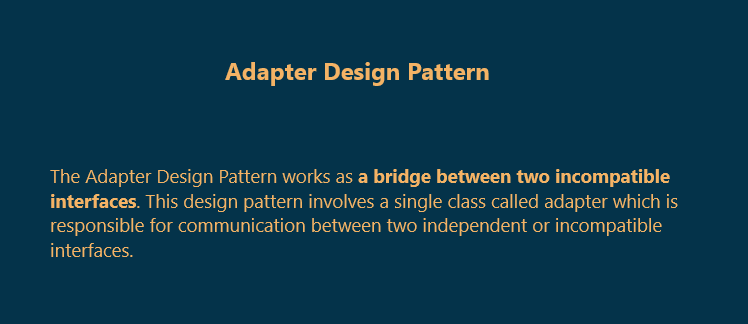 Adapter Design Pattern
The Adapter Design Pattern works as a bridge between two incompatible
interfaces. This design pattern involves a single class called adapter which is
responsible for communication between two independent or incompatible
interfaces.